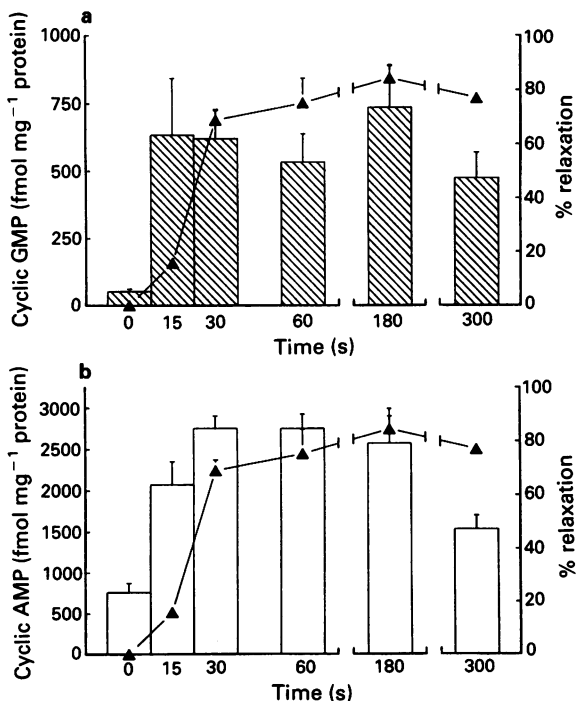 a
Cyclic GMP (fmol mg⁻¹ protein)
1000
750
500
250
0
100
80
60
40
20
0
% relaxation
0 15 30 60 180 300
Time (s)
b
Cyclic AMP (fmol mg⁻¹ protein)
3000
2500
2000
1000
500
0
100
80
60
40
20
0
% relaxation
0 15 30 60 180 300
Time (s)